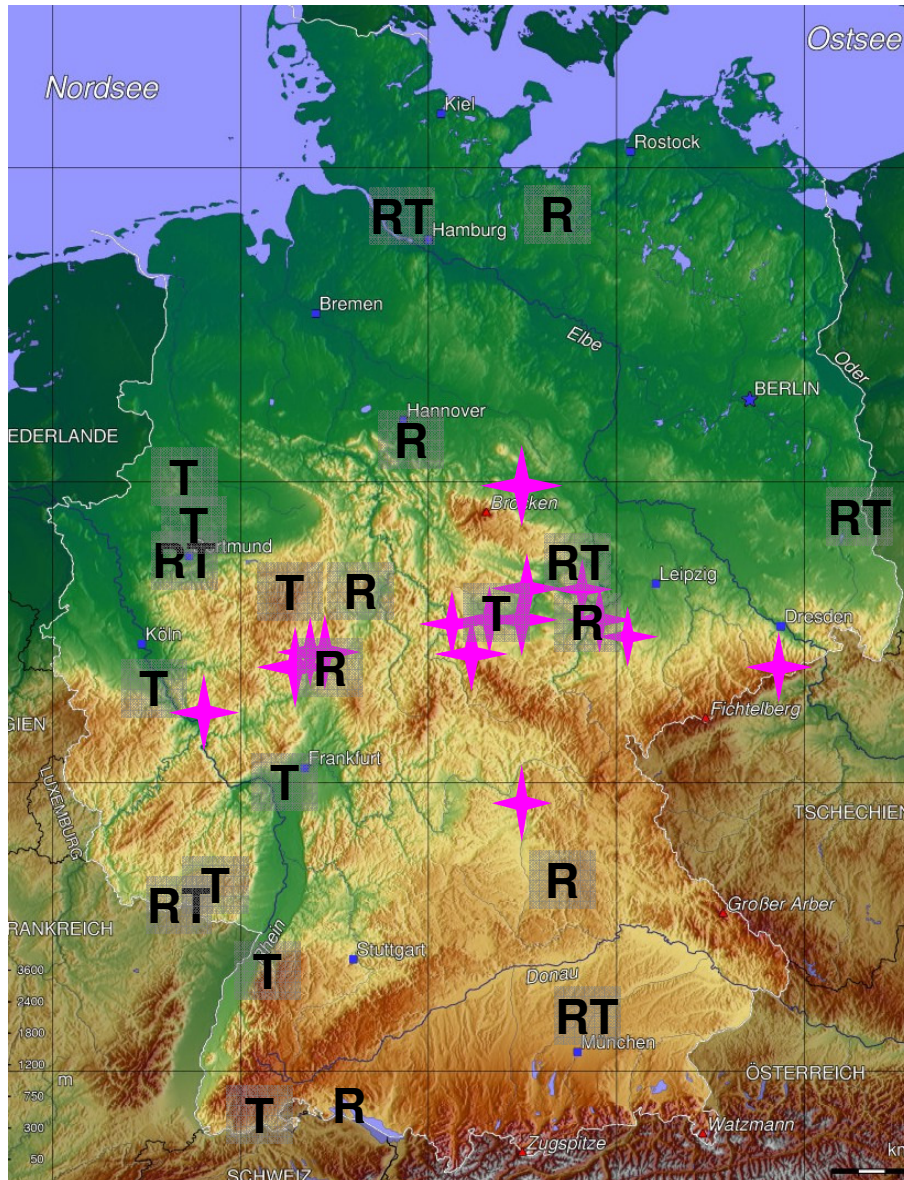 Ostsee
Nordsee
Kiel
Rostock
RT
R
Hamburg
Bremen
Elbe
Oder
BERLIN
Hannover
R
EDERLANDE
T
Brocken
RT
T
ortmund
RT
RT
Leipzig
T
R
T
R
Dresden
Köln
R
T
Fichtelberg
GIEN
Frankfurt
T
LUXEMBURG
TSCHECHIEN
R
T
RT
Großer Arber
RANKREICH
Rhein
Stuttgart
T
3600
Donau
2400
RT
1800
München
1200
m
ÖSTERREICH
750
R
T
300
Watzmann
Zugspitze
50
km
SCHWEIZ